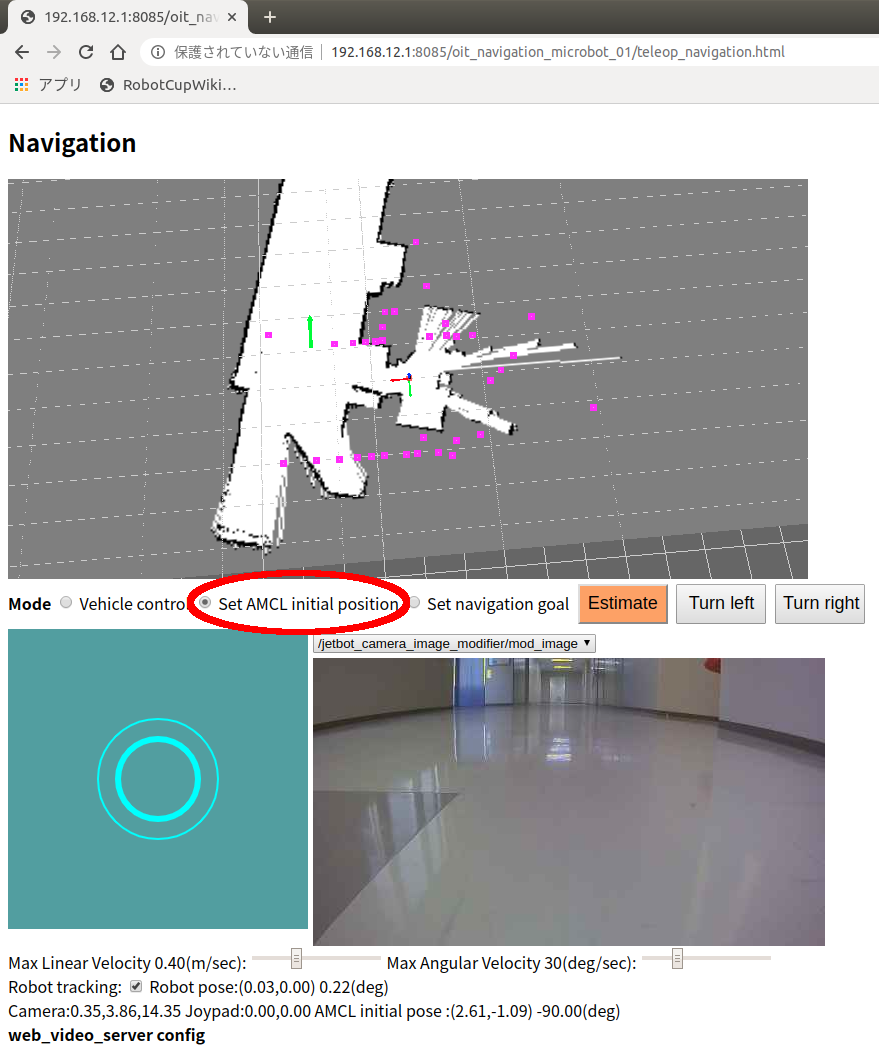 192.168.12.1:8085/oit_nav
保護されていない通信 | 192.168.12.1:8085/oit_navigation_microbot_01/teleop_navigation.html
アプリ RobotCupWiki…
Navigation
Mode Vehicle control Set AMCL initial position Set navigation goal Estimate Turn left Turn right
/jetbot_camera_image_modifier/mod_image
Max Linear Velocity 0.40(m/sec): Max Angular Velocity 30(deg/sec):
Robot tracking: Robot pose:(0.03,0.00) 0.22(deg)
Camera:0.35,3.86,14.35 Joypad:0.00,0.00 AMCL initial pose :(2.61,-1.09) -90.00(deg)
web_video_server config